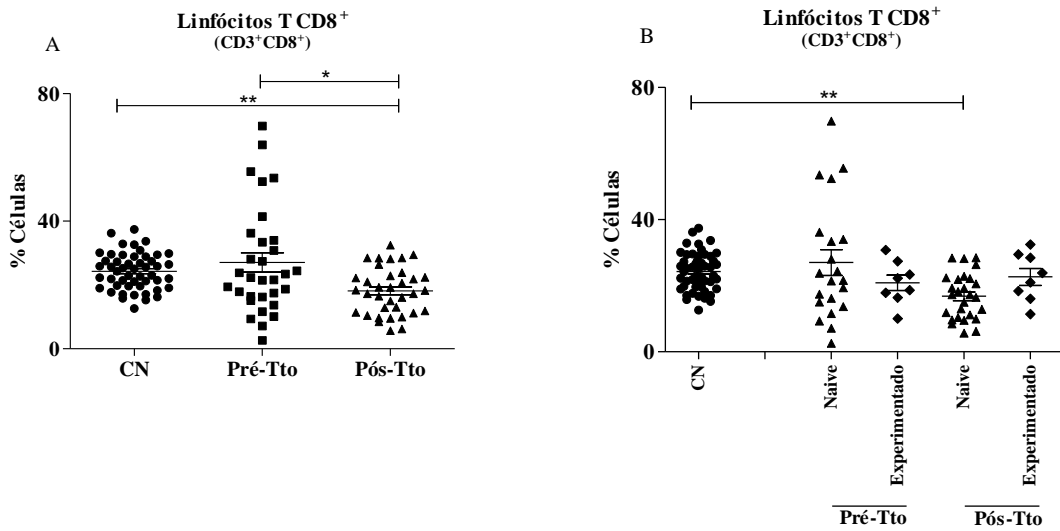 A
Linfócitos T CD8⁺
(CD3⁺CD8⁺)
*
**
% Células
80
40
0
CN
Pré-Tto
Pós-Tto
B
Linfócitos T CD8⁺
(CD3⁺CD8⁺)
**
% Células
80
40
0
CN
Naive
Experimentado
Naive
Experimentado
Pré-Tto
Pós-Tto